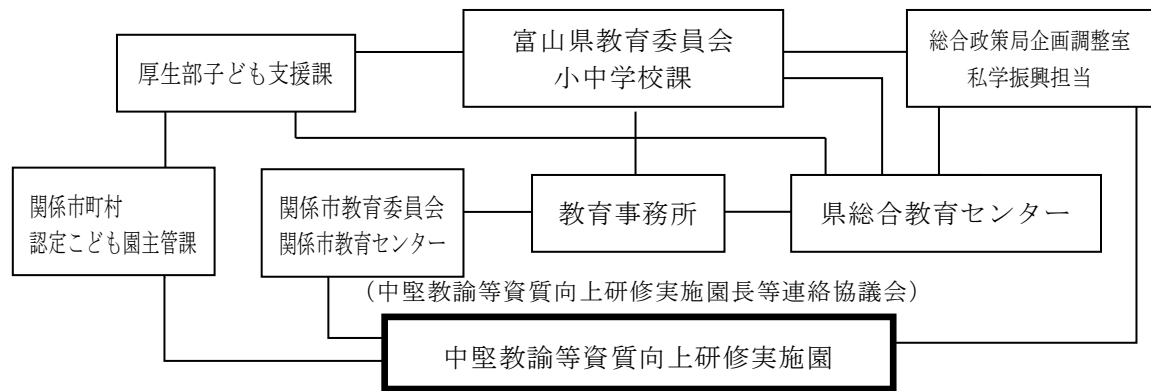 富山県教育委員会
小中学校課
厚生部子ども支援課
総合政策局企画調整室
私学振興担当
関係市町村
認定こども園主管課
関係市教育委員会
関係市教育センター
教育事務所
県総合教育センター
（中堅教諭等資質向上研修実施園長等連絡協議会）
中堅教諭等資質向上研修実施園